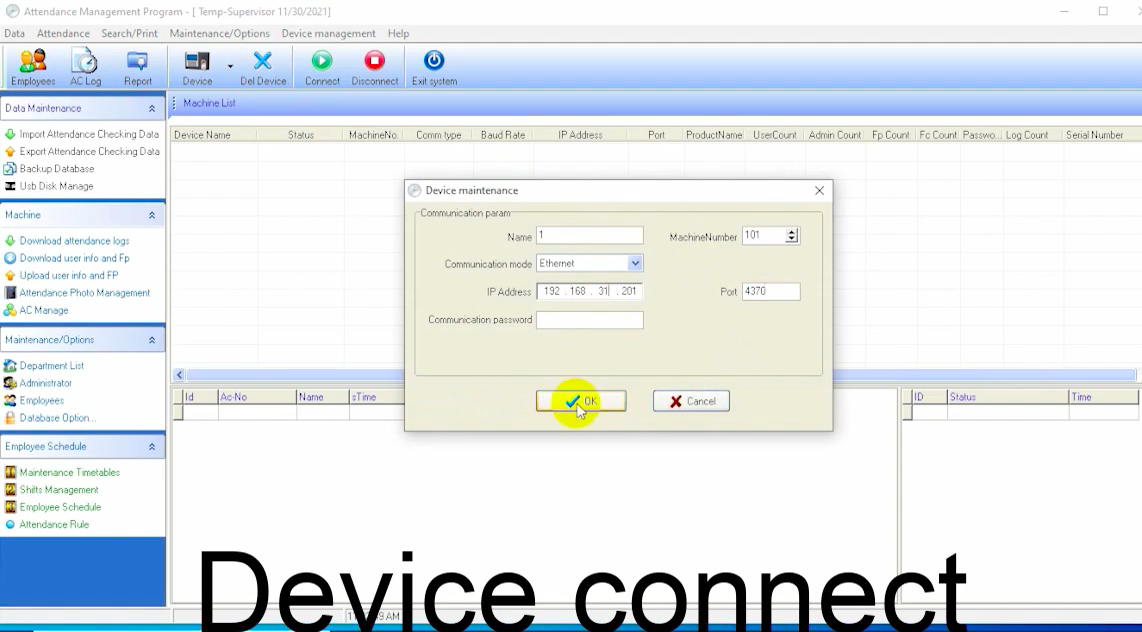 Attendance Management Program - [ Temp-Supervisor 11/30/2021]
Data Attendance Search/Print Maintenance/Options Device management Help
Employees AC Log Report Device Del Device Connect Disconnect Exit system
Data Maintenance
Import Attendance Checking Data
Export Attendance Checking Data
Backup Database
Usb Disk Manage
Machine
Download attendance logs
Download user info and Fp
Upload user info and FP
Attendance Photo Management
AC Manage
Maintenance/Options
Department List
Administrator
Employees
Database Option...
Employee Schedule
Maintenance Timetables
Shifts Management
Employee Schedule
Attendance Rule
Machine List
Device Name Status MachineNo. Comm type Baud Rate IP Address Port ProductName UserCount Admin Count Fp Count Fc Count Passwo... Log Count Serial Number
Device maintenance
Communication param
Name 1 MachineNumber 101
Communication mode Ethernet
IP Address 192 . 168 . 31 . 201 Port 4370
Communication password
OK Cancel
Id Ac-No Name sTime
ID Status Time
Device connect